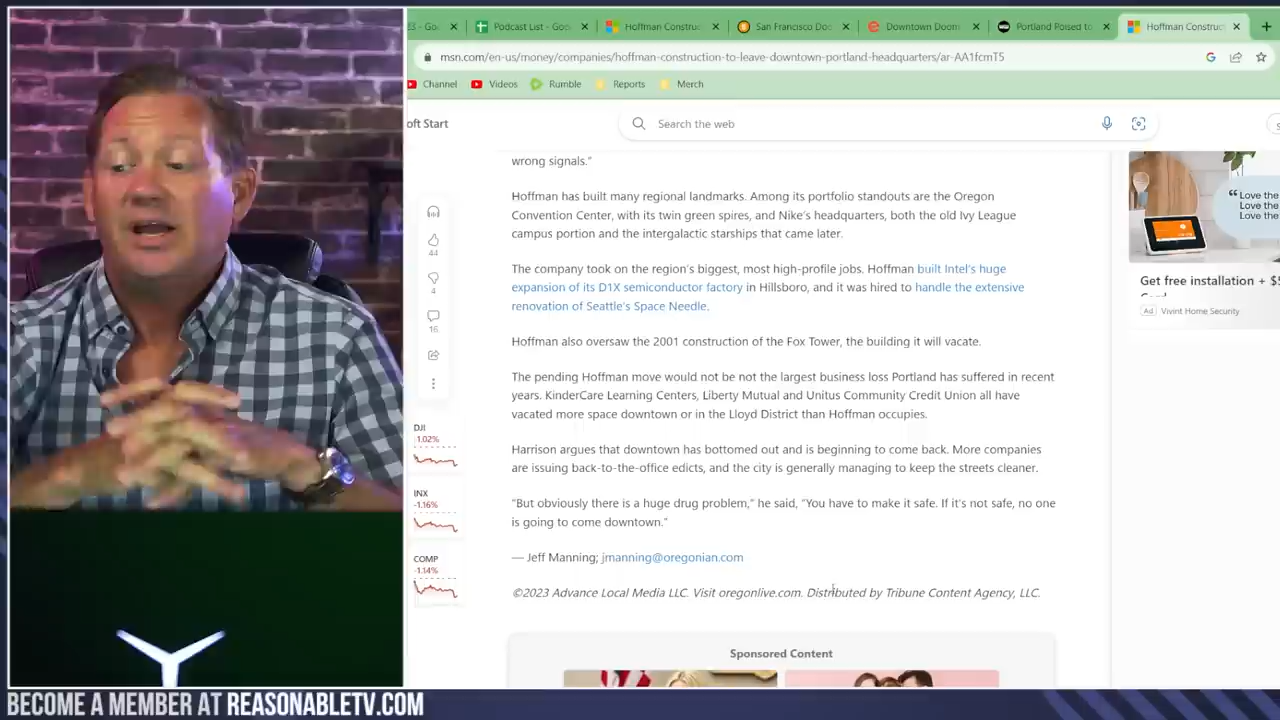 33 - Goo
Podcast List - Goo
Hoffman Construc
San Francisco Doo
Downtown Doom
Portland Poised to
Hoffman Construc
msn.com/en-us/money/companies/hoffman-construction-to-leave-downtown-portland-headquarters/ar-AA1fcmT5
Channel
Videos
Rumble
Reports
Merch
oft Start
Search the web
wrong signals."
Hoffman has built many regional landmarks. Among its portfolio standouts are the Oregon
Convention Center, with its twin green spires, and Nike's headquarters, both the old Ivy League
campus portion and the intergalactic starships that came later.
The company took on the region's biggest, most high-profile jobs. Hoffman built Intel's huge
expansion of its D1X semiconductor factory in Hillsboro, and it was hired to handle the extensive
renovation of Seattle's Space Needle.
Hoffman also oversaw the 2001 construction of the Fox Tower, the building it will vacate.
The pending Hoffman move would not be not the largest business loss Portland has suffered in recent
years. KinderCare Learning Centers, Liberty Mutual and Unitus Community Credit Union all have
vacated more space downtown or in the Lloyd District than Hoffman occupies.
Harrison argues that downtown has bottomed out and is beginning to come back. More companies
are issuing back-to-the-office edicts, and the city is generally managing to keep the streets cleaner.
"But obviously there is a huge drug problem," he said, "You have to make it safe. If it's not safe, no one
is going to come downtown."
— Jeff Manning; jmanning@oregonian.com
©2023 Advance Local Media LLC. Visit oregonlive.com. Distributed by Tribune Content Agency, LLC.
Sponsored Content
44
4
16
DJI
-1.02%
INX
-1.16%
COMP
-1.14%
"Love the
Love the
Love the
Get free installation + $5
Ad Vivint Home Security
BECOME A MEMBER AT REASONABLETV.COM